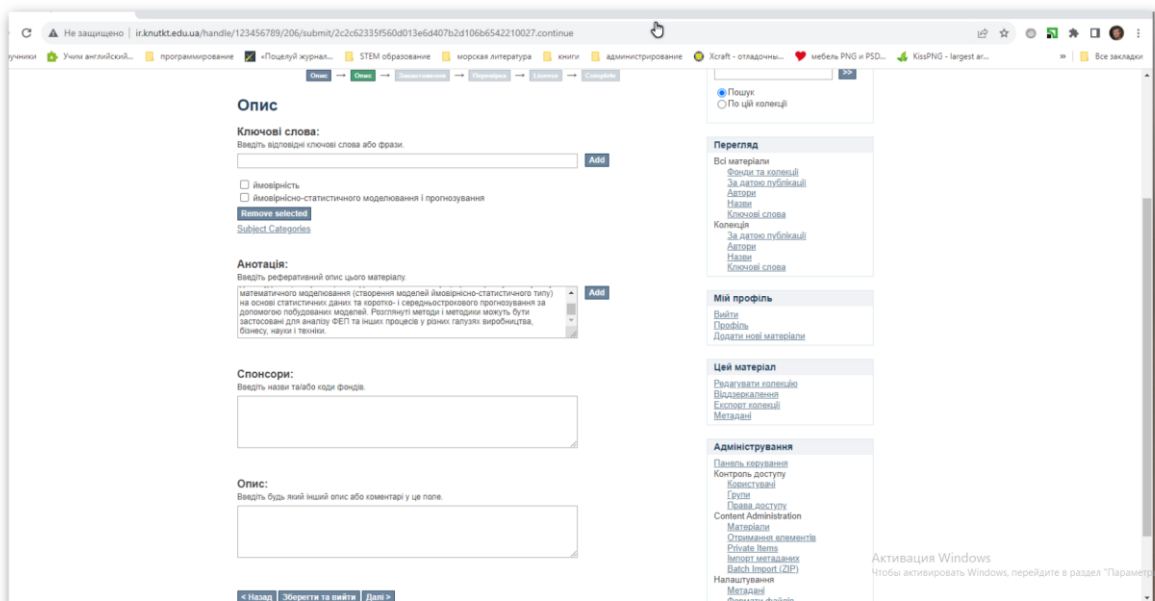 Не защищено | ir.knutkt.edu.ua/handle/123456789/206/submit/2c2c62335f560d013e6d407b2d106b6542210027.continue
Учим английский... программирование «Поцелуй журнал... STEM образование морская литература книги администрирование Xcraft - отладочны... мебель PNG и PSD... KissPNG - largest ar... » Все закладки
Опис → Опис → Завантаження → Перевірка → License → Complete
Опис
Ключові слова:
Введіть відповідні ключові слова або фрази.
Add
ймовірність
ймовірнісно-статистичного моделювання і прогнозування
Remove selected
Subject Categories
Анотація:
Введіть реферативний опис цього матеріалу.
математичного моделювання (створення моделей ймовірнісно-статистичного типу)
на основі статистичних даних та коротко- і середньострокового прогнозування за
допомогою побудованих моделей. Розглянуті методи і методики можуть бути
застосовані для аналізу ФЕП та інших процесів у різних галузях виробництва,
бізнесу, науки і техніки.
Add
Спонсори:
Введіть назви та/або коди фондів.
Опис:
Введіть будь який інший опис або коментарі у це поле.
< Назад Зберегти та вийти Далі >
>>
Пошук
По цій колекції
Перегляд
Всі матеріали
Фонди та колекції
За датою публікації
Автори
Назви
Ключові слова
Колекція
За датою публікації
Автори
Назви
Ключові слова
Мій профіль
Вийти
Профіль
Додати нові матеріали
Цей матеріал
Редагувати колекцію
Віддзеркалення
Експорт колекції
Метадані
Адміністрування
Панель керування
Контроль доступу
Користувачі
Групи
Права доступу
Content Administration
Матеріали
Отримання елементів
Private Items
Імпорт метаданих
Batch Import (ZIP)
Налаштування
Метадані
Формати файлів
Активация Windows
Чтобы активировать Windows, перейдите в раздел "Парамет